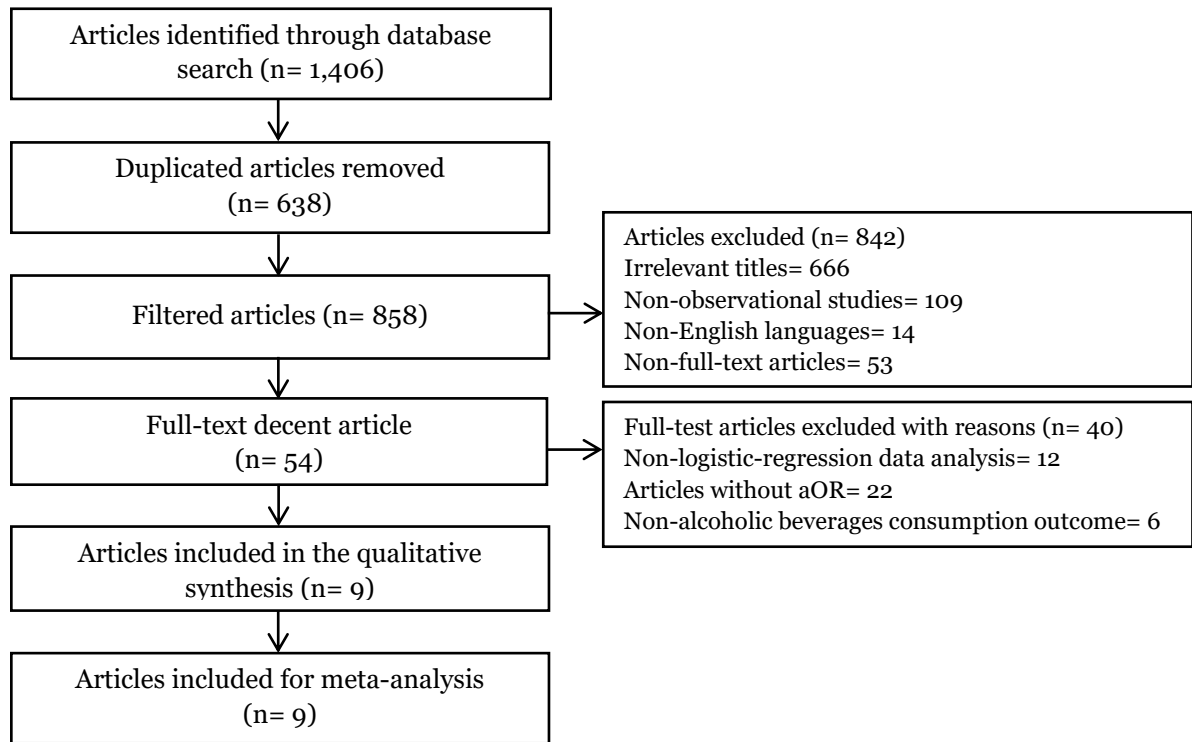 Articles identified through database
search (n= 1,406)
Duplicated articles removed
(n= 638)
Filtered articles (n= 858)
Articles excluded (n= 842)
Irrelevant titles= 666
Non-observational studies= 109
Non-English languages= 14
Non-full-text articles= 53
Full-text decent article
(n= 54)
Full-test articles excluded with reasons (n= 40)
Non-logistic-regression data analysis= 12
Articles without aOR= 22
Non-alcoholic beverages consumption outcome= 6
Articles included in the qualitative
synthesis (n= 9)
Articles included for meta-analysis
(n= 9)